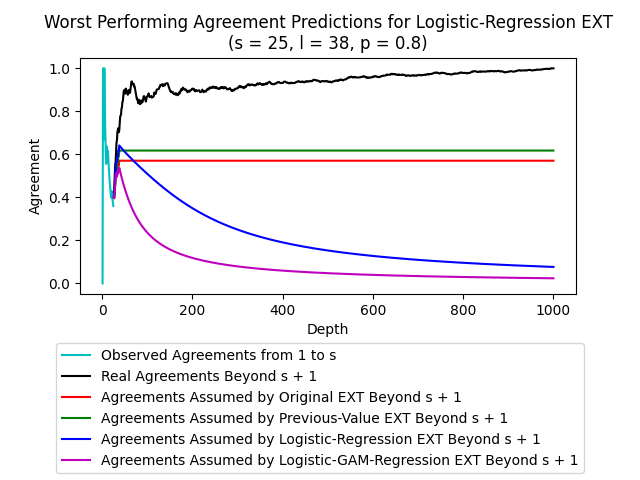 Worst Performing Agreement Predictions for Logistic-Regression EXT
(s = 25, l = 38, p = 0.8)
1.0
0.8
0.6
0.4
0.2
0.0
Agreement
0 200 400 600 800 1000
Depth
Observed Agreements from 1 to s
Real Agreements Beyond s + 1
Agreements Assumed by Original EXT Beyond s + 1
Agreements Assumed by Previous-Value EXT Beyond s + 1
Agreements Assumed by Logistic-Regression EXT Beyond s + 1
Agreements Assumed by Logistic-GAM-Regression EXT Beyond s + 1